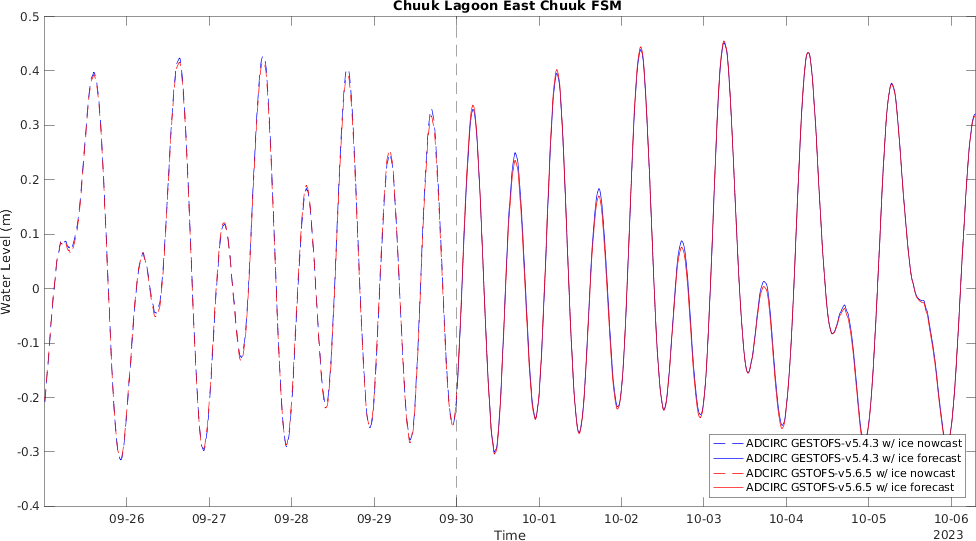 Chuuk Lagoon East Chuuk FSM
0.5
0.4
0.3
0.2
0.1
0
-0.1
-0.2
-0.3
-0.4
Water Level (m)
09-26 09-27 09-28 09-29 09-30 10-01 10-02 10-03 10-04 10-05 10-06
2023
Time
ADCIRC GESTOFS-v5.4.3 w/ ice nowcast
ADCIRC GESTOFS-v5.4.3 w/ ice forecast
ADCIRC GSTOFS-v5.6.5 w/ ice nowcast
ADCIRC GSTOFS-v5.6.5 w/ ice forecast